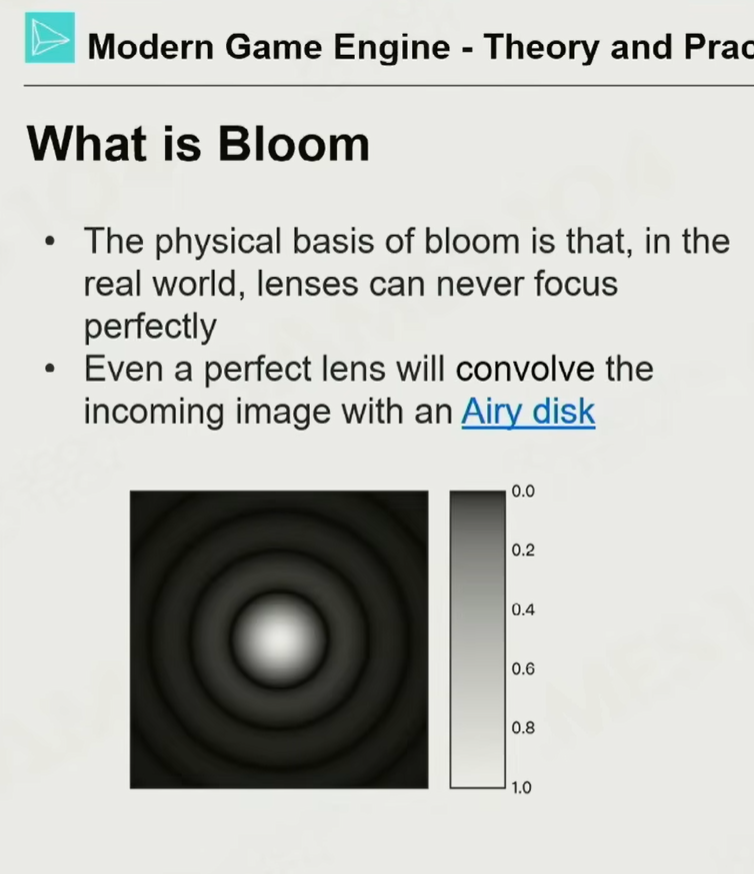 Modern Game Engine - Theory and Prac
What is Bloom
• The physical basis of bloom is that, in the
real world, lenses can never focus
perfectly
• Even a perfect lens will convolve the
incoming image with an Airy disk
0.0
0.2
0.4
0.6
0.8
1.0